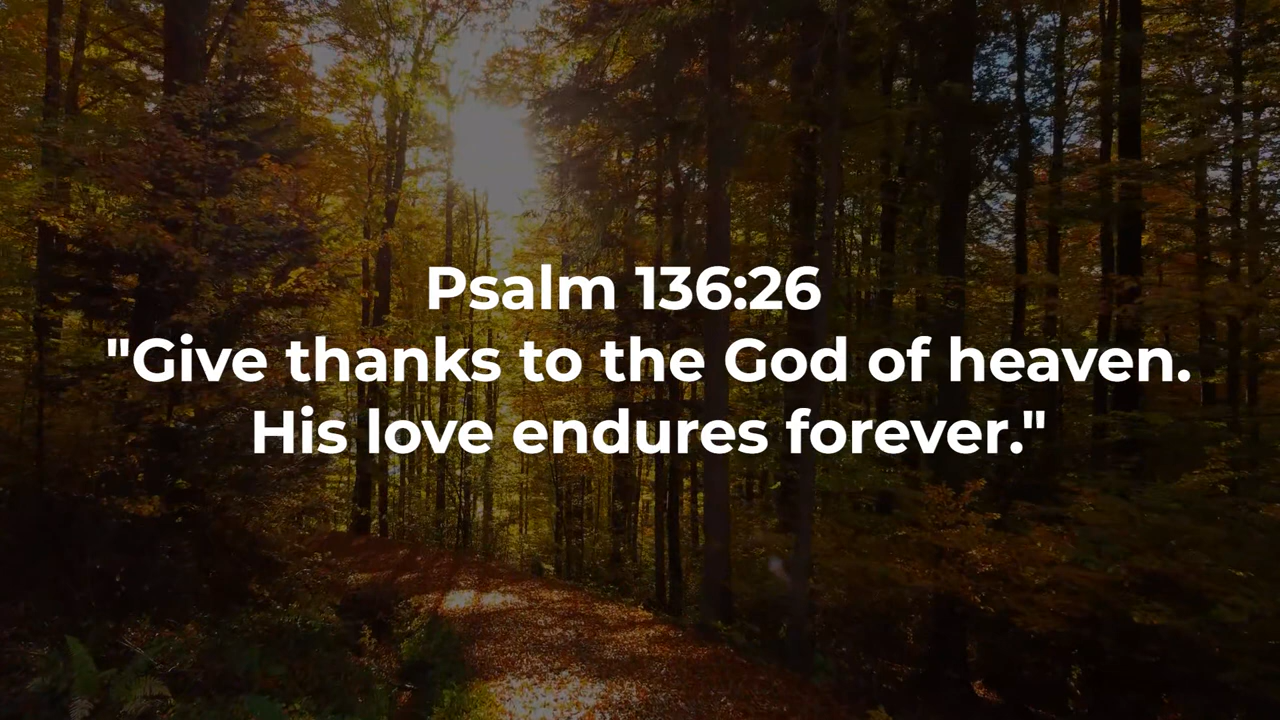 Psalm 136:26
"Give thanks to the God of heaven.
His love endures forever."